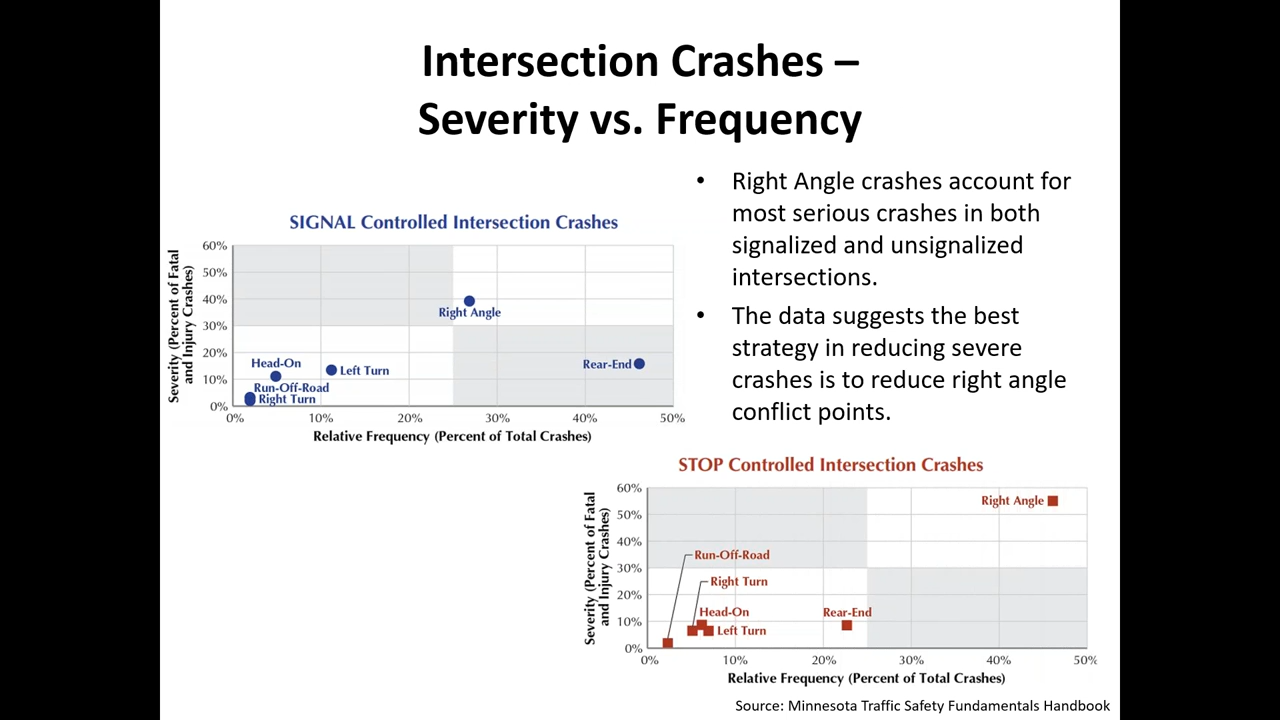 Intersection Crashes –
Severity vs. Frequency
• Right Angle crashes account for
most serious crashes in both
signalized and unsignalized
intersections.
• The data suggests the best
strategy in reducing severe
crashes is to reduce right angle
conflict points.
SIGNAL Controlled Intersection Crashes
Severity (Percent of Fatal
and Injury Crashes)
60%
50%
40%
30%
20%
10%
0%
Right Angle
Rear-End
Head-On
Left Turn
Run-Off-Road
Right Turn
0% 10% 20% 30% 40% 50%
Relative Frequency (Percent of Total Crashes)
STOP Controlled Intersection Crashes
Severity (Percent of Fatal
and Injury Crashes)
60%
50%
40%
30%
20%
10%
0%
Right Angle
Run-Off-Road
Right Turn
Head-On
Rear-End
Left Turn
0% 10% 20% 30% 40% 50%
Relative Frequency (Percent of Total Crashes)
Source: Minnesota Traffic Safety Fundamentals Handbook